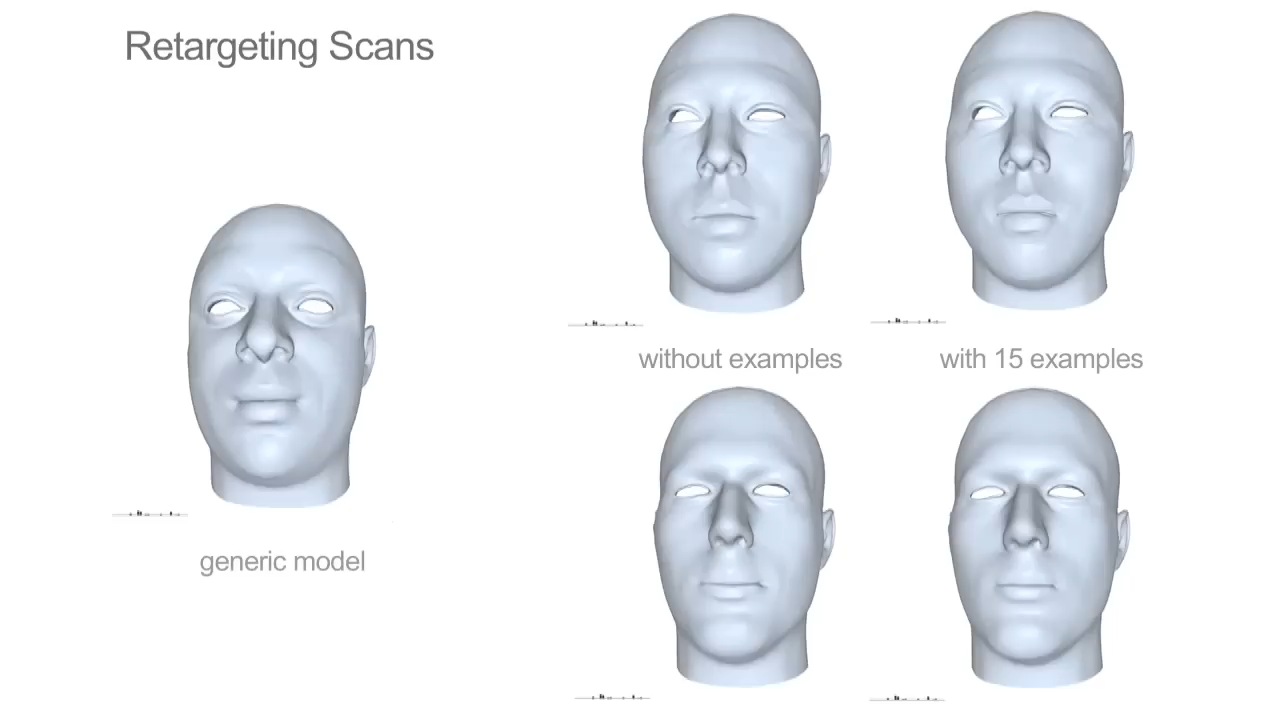 Retargeting Scans
without examples
with 15 examples
generic model